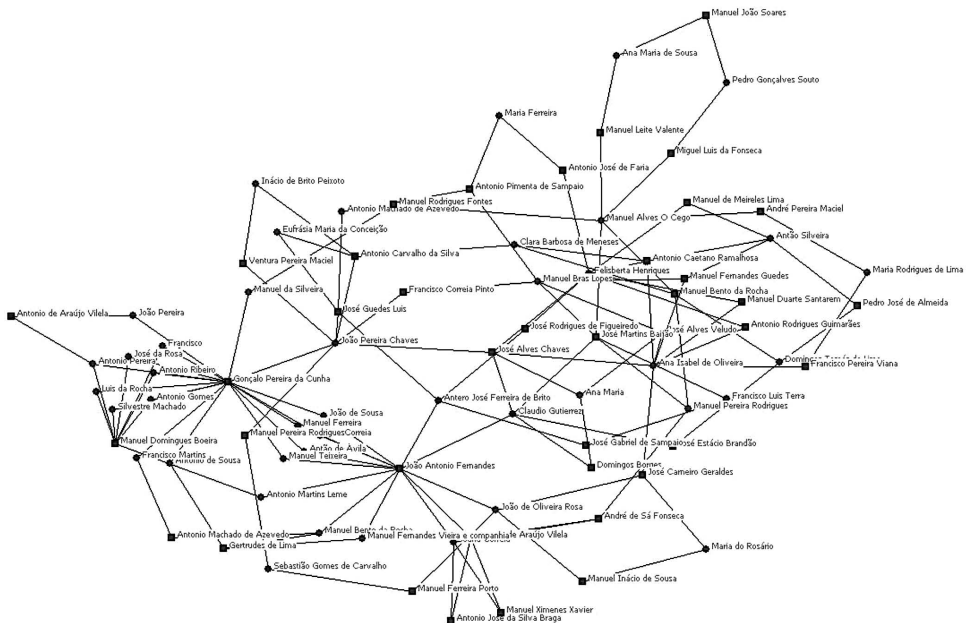 Manuel João Soares
Ana Maria de Sousa
Pedro Gonçalves Souto
Maria Ferreira
Manuel Leite Valente
Miguel Luis da Fonseca
Antonio José de Faria
Inácio de Brito Peixoto
Antonio Pimenta de Sampaio
Manuel Rodrigues Fontes
Manuel de Meireles Lima
Antonio Machado de Azevedo
André Pereira Maciel
Manuel Alves O Cego
Eufrásia Maria da Conceição
Antão Silveira
Clara Barbosa de Meneses
Antonio Carvalho da Silva
Antonio Caetano Ramalhosa
Ventura Pereira Maciel
Felisberta Henriques
Maria Rodrigues de Lima
Manuel Bras Lopes
Manuel Fernandes Guedes
Manuel da Silveira
Francisco Correia Pinto
Manuel Bento da Rocha
Manuel Duarte Santarem
Pedro José de Almeida
José Guedes Luis
Antonio de Araújo Vilela
João Pereira
José Rodrigues de Figueiredo
José Alves Veludo
Antonio Rodrigues Guimarães
José Martins Baião
João Pereira Chaves
Francisco
José Alves Chaves
José da Rosa
Antonio Pereira
Ana Isabel de Oliveira
Domingos
Francisco Pereira Viana
Antonio Ribeiro
Gonçalo Pereira da Cunha
Luis da Rocha
Ana Maria
Antonio Gomes
Antero José Ferreira de Brito
Francisco Luis Terra
Silvestre Machado
Manuel Pereira Rodrigues
João de Sousa
Claudio Gutierrez
Manuel Ferreira
Manuel Pereira Rodrigues
Correia
Manuel Domingues Boeira
José Gabriel de Sampaio
José Estácio Brandão
Antão de Ávila
Francisco Martins
Manuel Teixeira
Antonio de Sousa
João Antonio Fernandes
Domingos Borges
José Carneiro Geraldes
Antonio Martins Leme
João de Oliveira Rosa
André de Sá Fonseca
Manuel Bento da Rocha
Antonio Machado de Azevedo
Manuel Fernandes Vieira e companhia
de Araújo Vilela
Gertrudes de Lima
Maria do Rosário
Sebastião Gomes de Carvalho
Manuel Inácio de Sousa
Manuel Ferreira Porto
Manuel Ximenes Xavier
Antonio José da Silva Braga